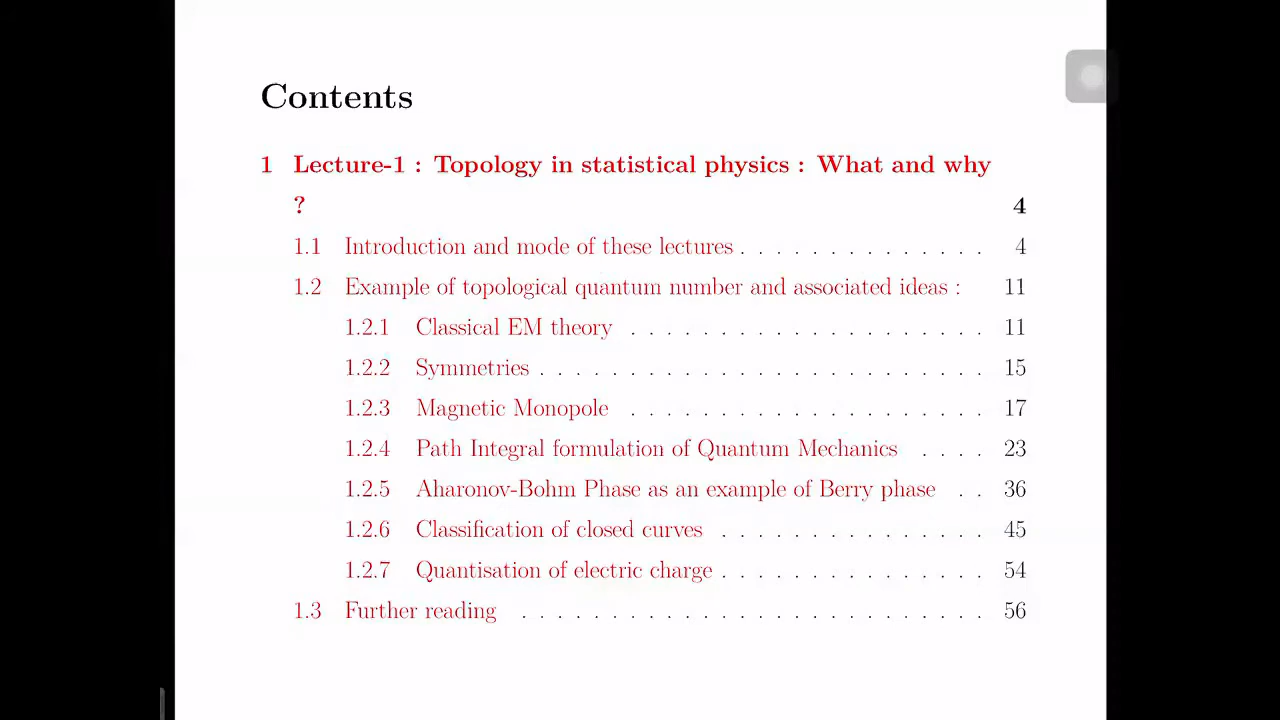 Contents
1 Lecture-1 : Topology in statistical physics : What and why
? 4
1.1 Introduction and mode of these lectures . . . . . . . . . . . . . . 4
1.2 Example of topological quantum number and associated ideas : 11
1.2.1 Classical EM theory . . . . . . . . . . . . . . . . . . . . 11
1.2.2 Symmetries . . . . . . . . . . . . . . . . . . . . . . . . . 15
1.2.3 Magnetic Monopole . . . . . . . . . . . . . . . . . . . . 17
1.2.4 Path Integral formulation of Quantum Mechanics . . . . 23
1.2.5 Aharonov-Bohm Phase as an example of Berry phase . . 36
1.2.6 Classification of closed curves . . . . . . . . . . . . . . . 45
1.2.7 Quantisation of electric charge . . . . . . . . . . . . . . . 54
1.3 Further reading . . . . . . . . . . . . . . . . . . . . . . . . . . 56